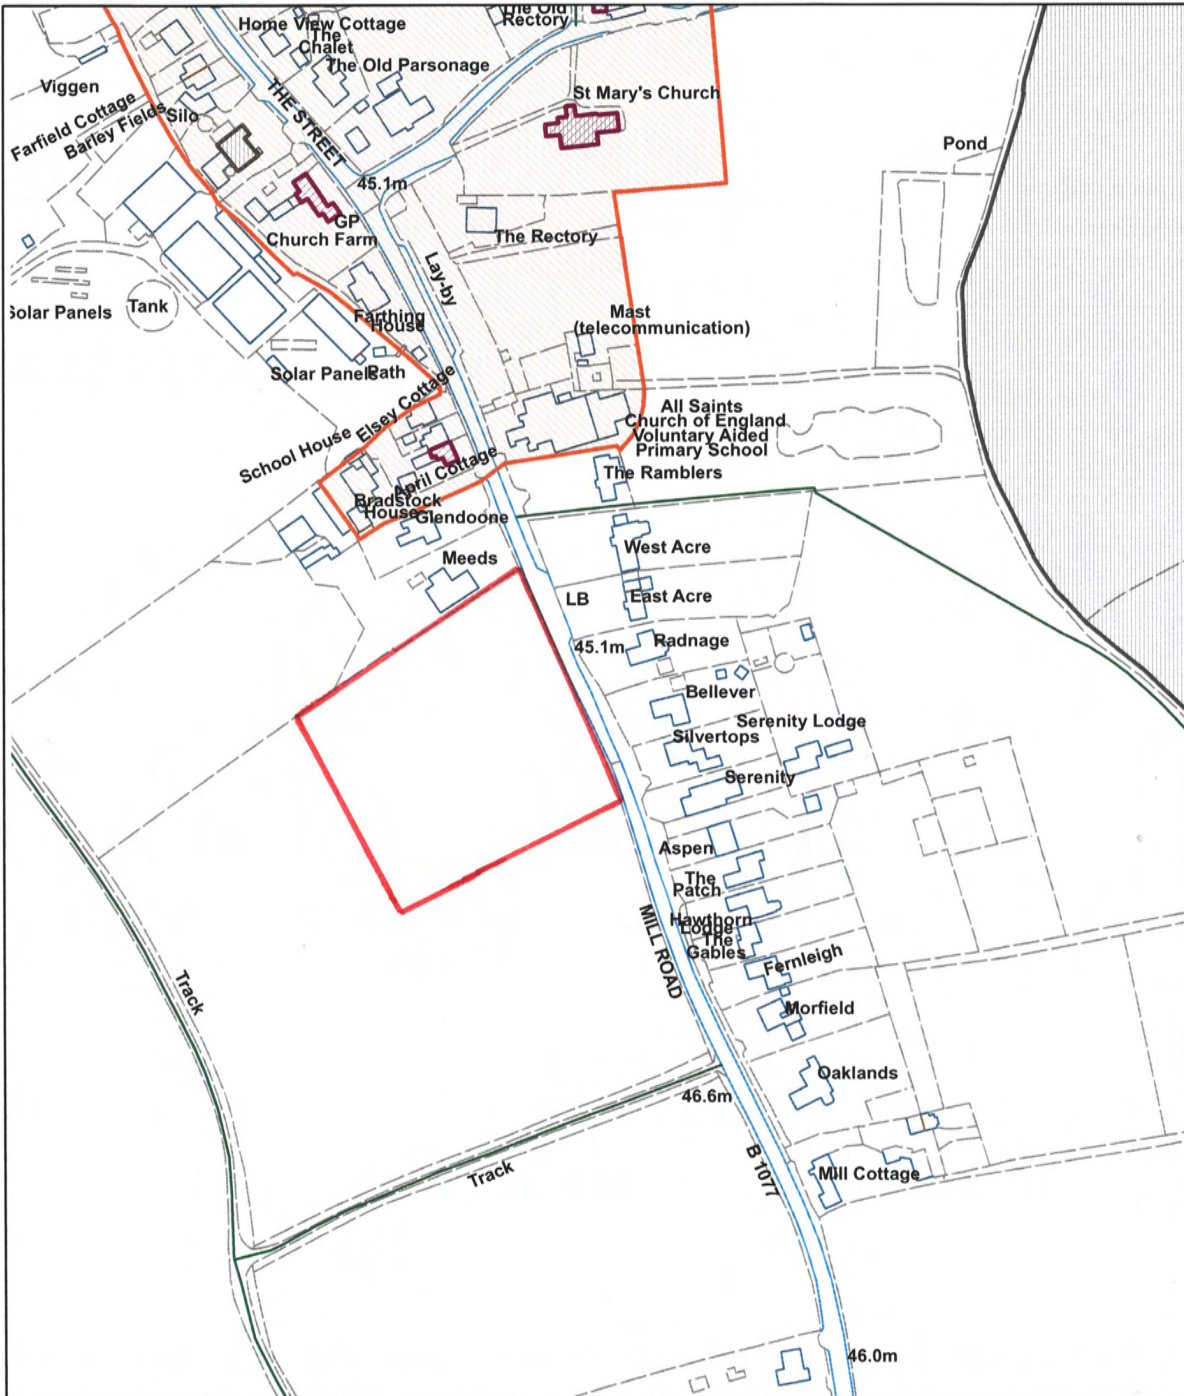 The Old
Rectory
Home View Cottage
The
Chalet
The Old Parsonage
Viggen
THE STREET
St Mary's Church
Farfield Cottage
Barley Fields
Silo
Pond
45.1m
GP
Church Farm
The Rectory
Lay-by
Solar Panels
Tank
Farthing
House
Mast
(telecommunication)
Solar Panels
Path
Elsey Cottage
School House
All Saints
Church of England
Voluntary Aided
Primary School
April Cottage
The Ramblers
Bradstock
House
Glendoone
West Acre
Meeds
LB
East Acre
45.1m
Radnage
Bellever
Serenity Lodge
Silvertops
Serenity
Aspen
The
Patch
Hawthorn
Lodge
The
Gables
MILL ROAD
Fernleigh
Track
Morfield
Oaklands
46.6m
Track
B 1077
Mill Cottage
46.0m